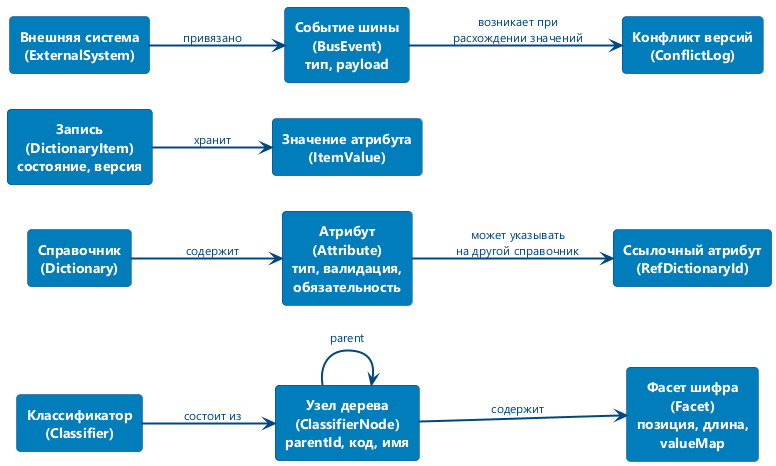 Внешняя система
(ExternalSystem)
привязано
Событие шины
(BusEvent)
тип, payload
возникает при
расхождении значений
Конфликт версий
(ConflictLog)
Запись
(DictionaryItem)
состояние, версия
хранит
Значение атрибута
(ItemValue)
Справочник
(Dictionary)
содержит
Атрибут
(Attribute)
тип, валидация,
обязательность
может указывать
на другой справочник
Ссылочный атрибут
(RefDictionaryId)
parent
Классификатор
(Classifier)
состоит из
Узел дерева
(ClassifierNode)
parentId, код, имя
содержит
Фасет шифра
(Facet)
позиция, длина,
valueMap